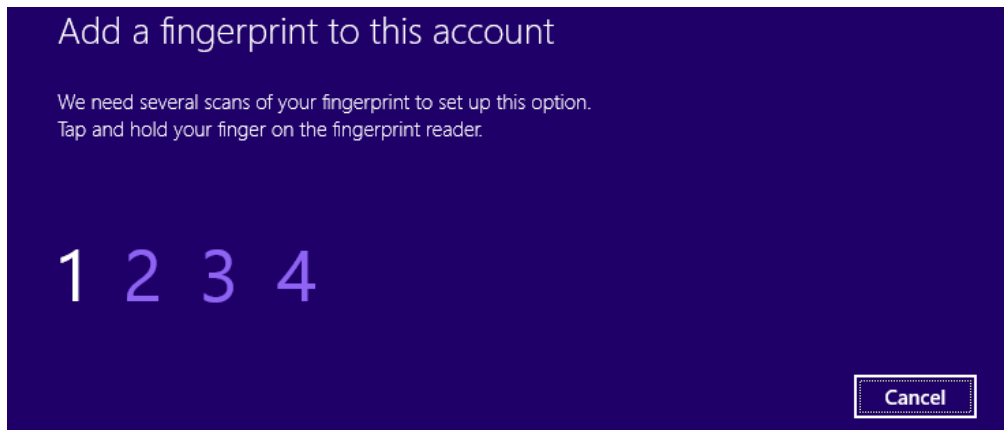 Add a fingerprint to this account
We need several scans of your fingerprint to set up this option.
Tap and hold your finger on the fingerprint reader.
1 2 3 4
Cancel